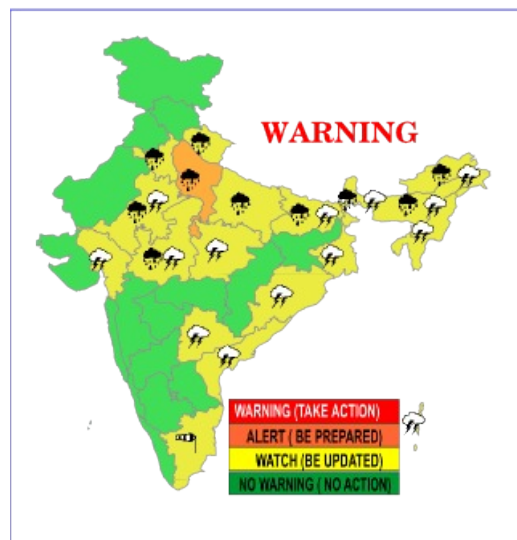 WARNING
WARNING (TAKE ACTION)
ALERT ( BE PREPARED)
WATCH (BE UPDATED)
NO WARNING ( NO ACTION)